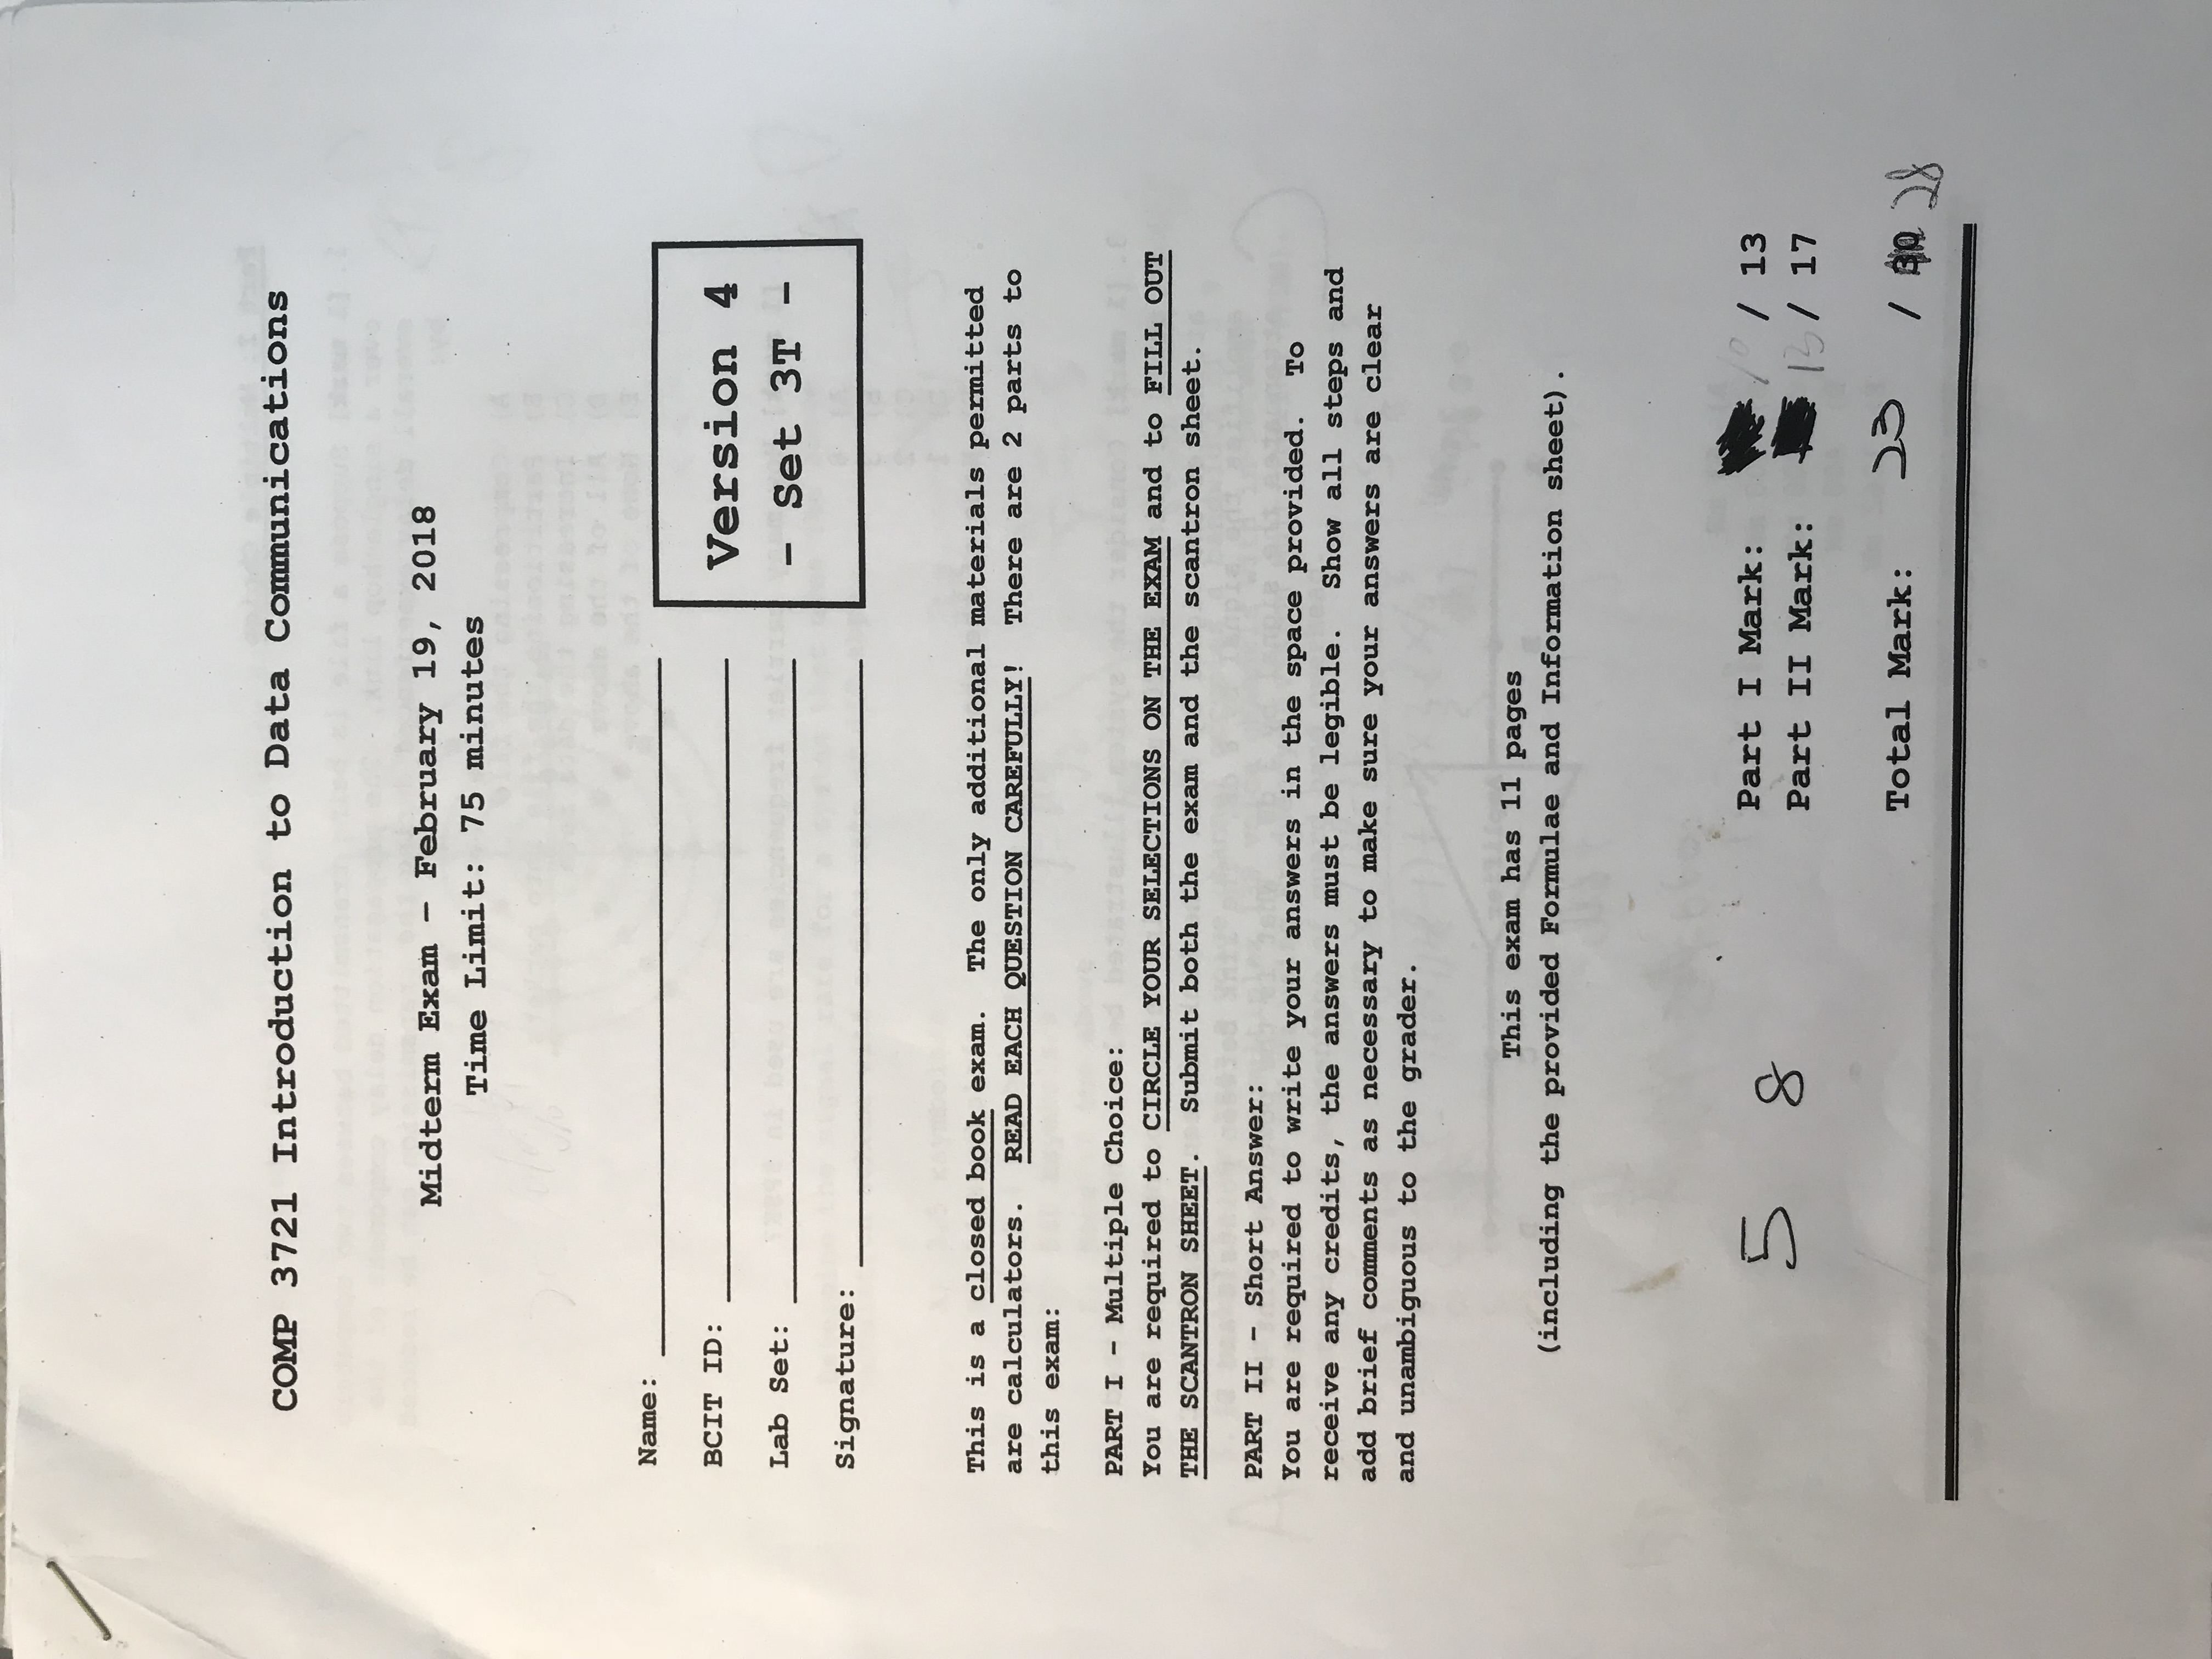 COMP 3721 Introduction to Data Communications
Midterm Exam – February 19, 2018
Time Limit: 75 minutes
Name:
BCIT ID:
Lab Set:
Signature:
Version 4
- Set 3T -
This is a closed book exam. The only additional materials permitted
are calculators. READ EACH QUESTION CAREFULLY! There are 2 parts to
this exam:
PART I - Multiple Choice:
You are required to CIRCLE YOUR SELECTIONS ON THE EXAM and to FILL OUT
THE SCANTRON SHEET. Submit both the exam and the scantron sheet.
PART II - Short Answer:
You are required to write your answers in the space provided. To
receive any credits, the answers must be legible. Show all steps and
add brief comments as necessary to make sure your answers are clear
and unambiguous to the grader.
This exam has 11 pages
(including the provided Formulae and Information sheet).
5 8
Part I Mark: 10 / 13
Part II Mark: 13 / 17
Total Mark: 23 / 30 28